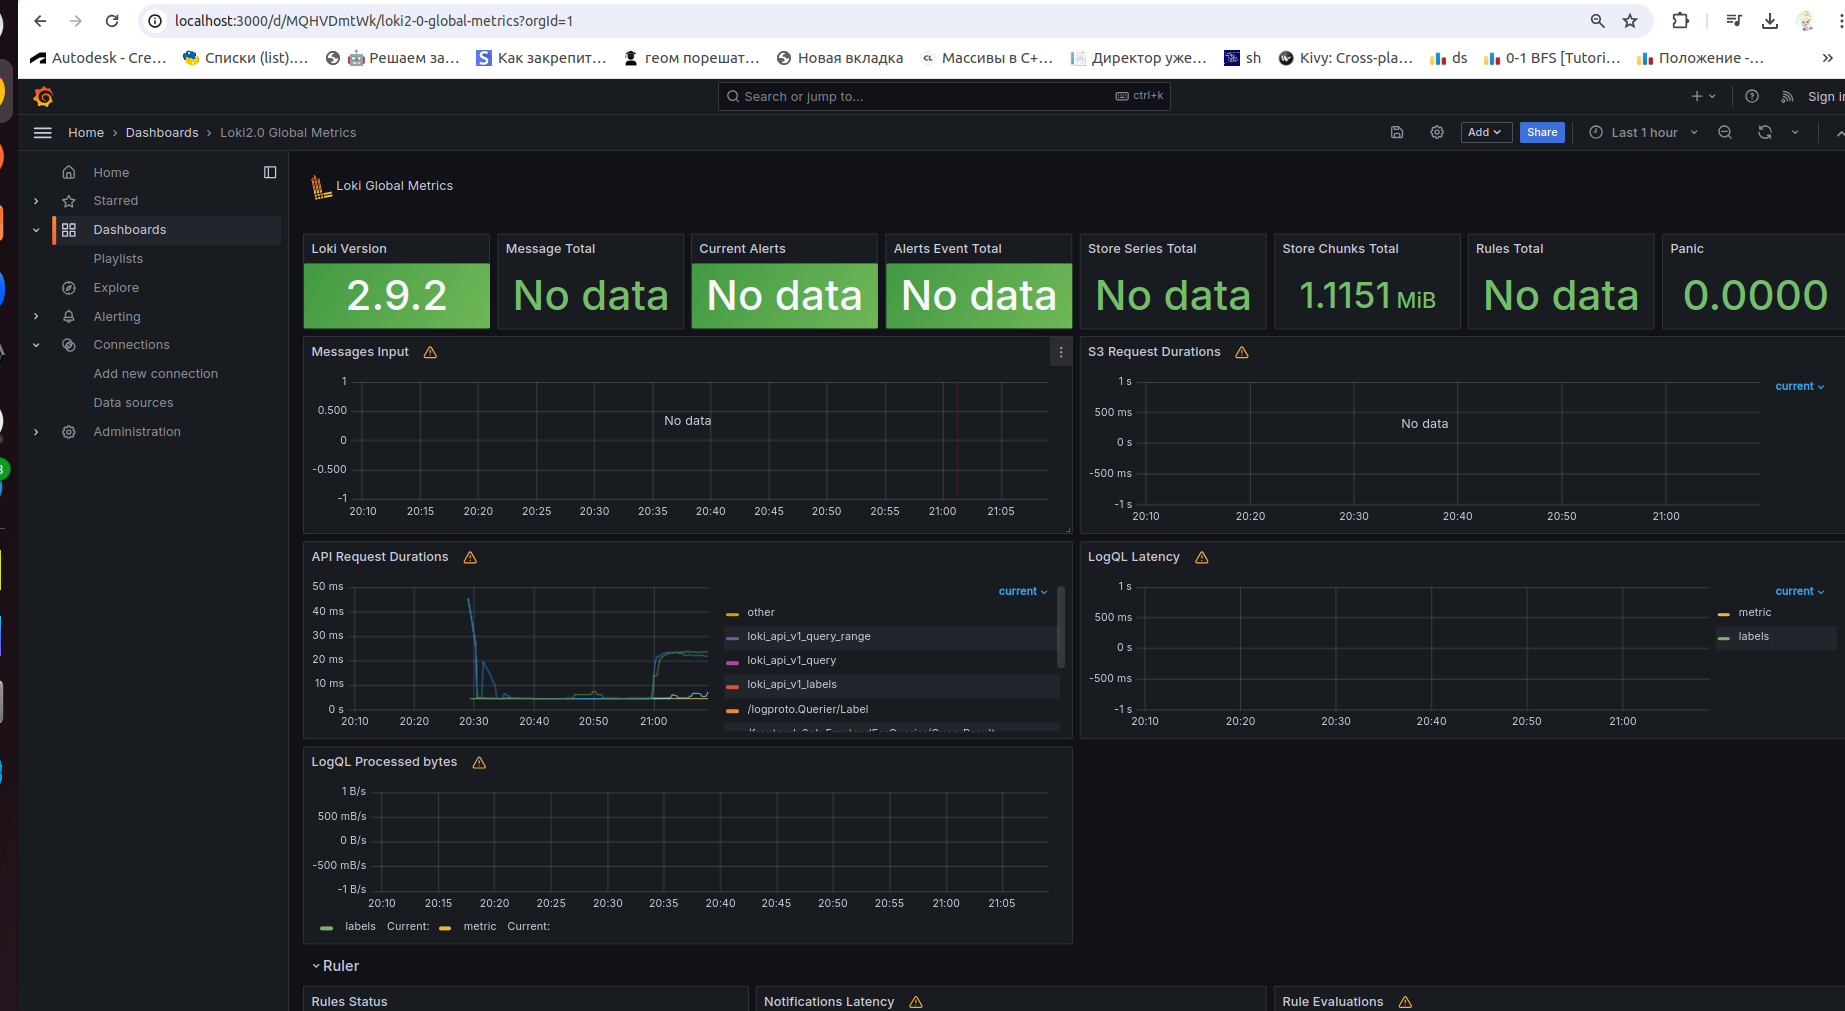 localhost:3000/d/MQHVDmtWk/loki2-0-global-metrics?orgId=1
Autodesk - Cre... Списки (list).... Решаем за... Как закрепит... геом порешат... Новая вкладка Массивы в C+... Директор уже... sh Kivy: Cross-pla... ds 0-1 BFS [Tutori... Положение -... »
Search or jump to... ctrl+k Sign in
Home › Dashboards › Loki2.0 Global Metrics Add Share Last 1 hour
Home
Starred
Dashboards
Playlists
Explore
Alerting
Connections
Add new connection
Data sources
Administration
Loki Global Metrics
Loki Version
2.9.2
Message Total
No data
Current Alerts
No data
Alerts Event Total
No data
Store Series Total
No data
Store Chunks Total
1.1151 MiB
Rules Total
No data
Panic
0.0000
Messages Input
1
0.500
0
-0.500
-1
No data
20:10 20:15 20:20 20:25 20:30 20:35 20:40 20:45 20:50 20:55 21:00 21:05
S3 Request Durations
1 s
500 ms
0 s
-500 ms
-1 s
No data
20:10 20:20 20:30 20:40 20:50 21:00
current
API Request Durations
50 ms
40 ms
30 ms
20 ms
10 ms
0 s
20:10 20:20 20:30 20:40 20:50 21:00
current
other
loki_api_v1_query_range
loki_api_v1_query
loki_api_v1_labels
/logproto.Querier/Label
LogQL Latency
1 s
500 ms
0 s
-500 ms
-1 s
20:10 20:20 20:30 20:40 20:50 21:00
current
metric
labels
LogQL Processed bytes
1 B/s
500 mB/s
0 B/s
-500 mB/s
-1 B/s
20:10 20:15 20:20 20:25 20:30 20:35 20:40 20:45 20:50 20:55 21:00 21:05
labels Current: metric Current:
Ruler
Rules Status
Notifications Latency
Rule Evaluations